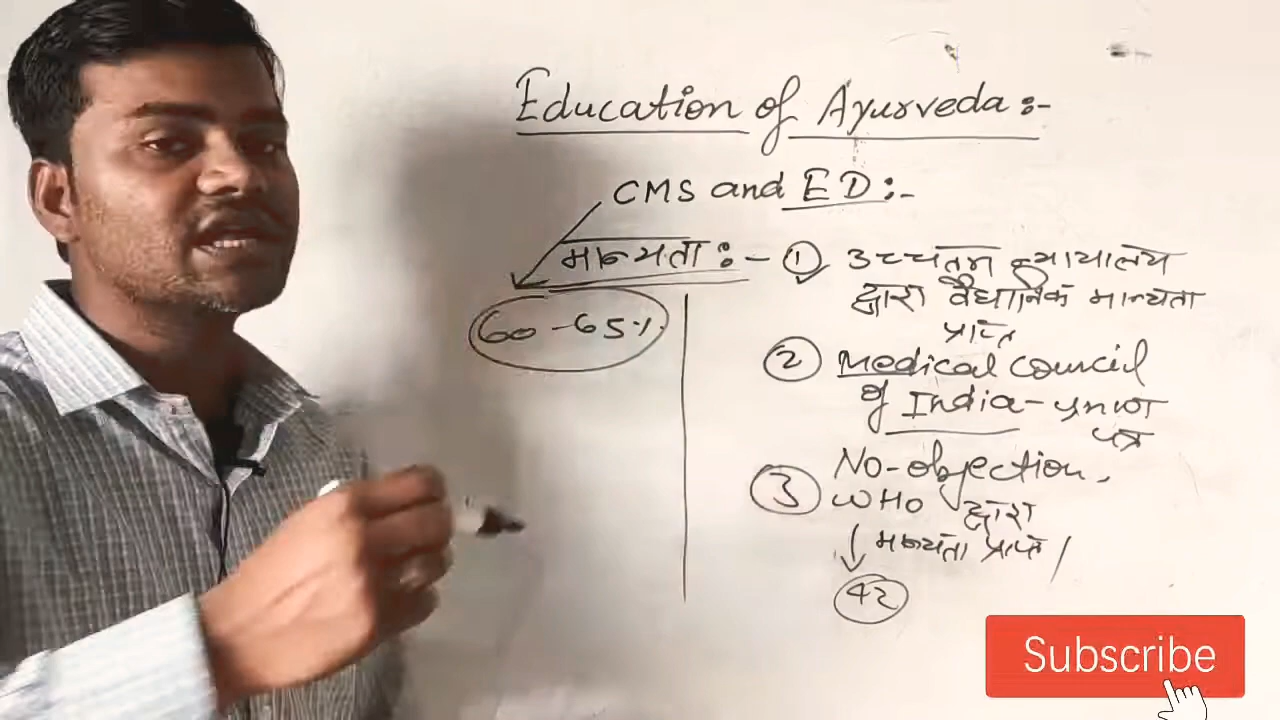 Education of Ayurveda:-
CMS and ED:-
मान्यता:- ① उच्चतम न्यायालय
द्वारा वैधानिक मान्यता
प्राप्त
60-65%
② Medical Council
of India - प्रमाण
पत्र
③ No-objection,
WHO द्वारा
मान्यता प्राप्त।
42
Subscribe